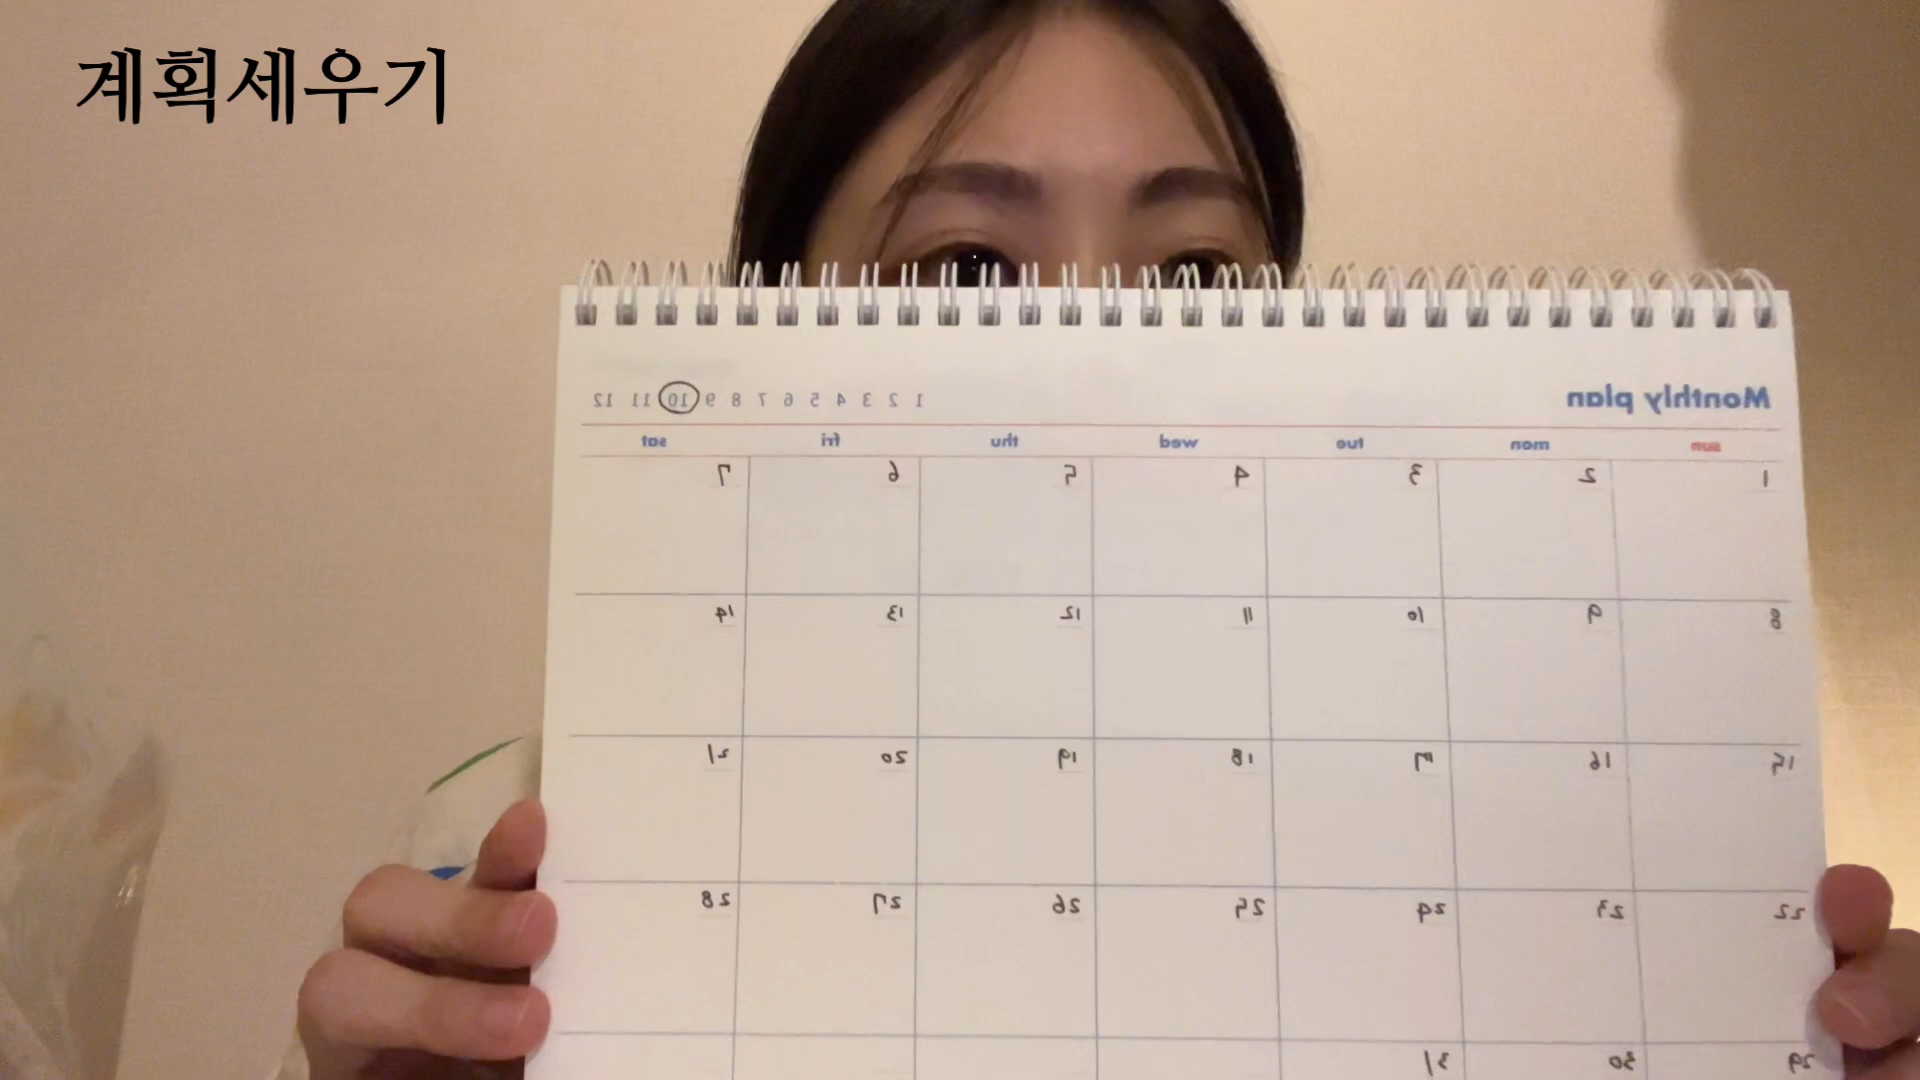 계획세우기
Monthly plan
1 2 3 4 5 6 7 8 9 10 11 12
sun mon tue wed thu fri sat
1 2 3 4 5 6 7
8 9 10 11 12 13 14
15 16 17 18 19 20 21
22 23 24 25 26 27 28
29 30 31